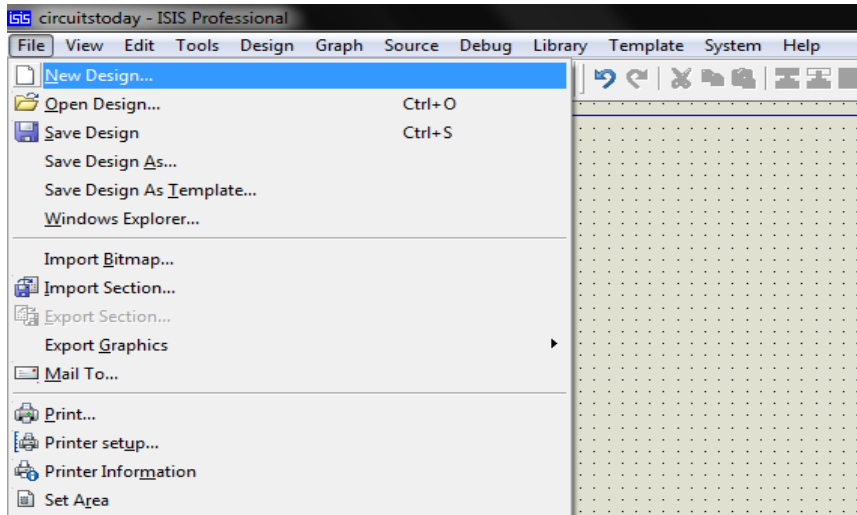 isis circuitstoday - ISIS Professional
File View Edit Tools Design Graph Source Debug Library Template System Help
New Design...
Open Design... Ctrl+O
Save Design Ctrl+S
Save Design As...
Save Design As Template...
Windows Explorer...
Import Bitmap...
Import Section...
Export Section...
Export Graphics
Mail To...
Print...
Printer setup...
Printer Information
Set Area